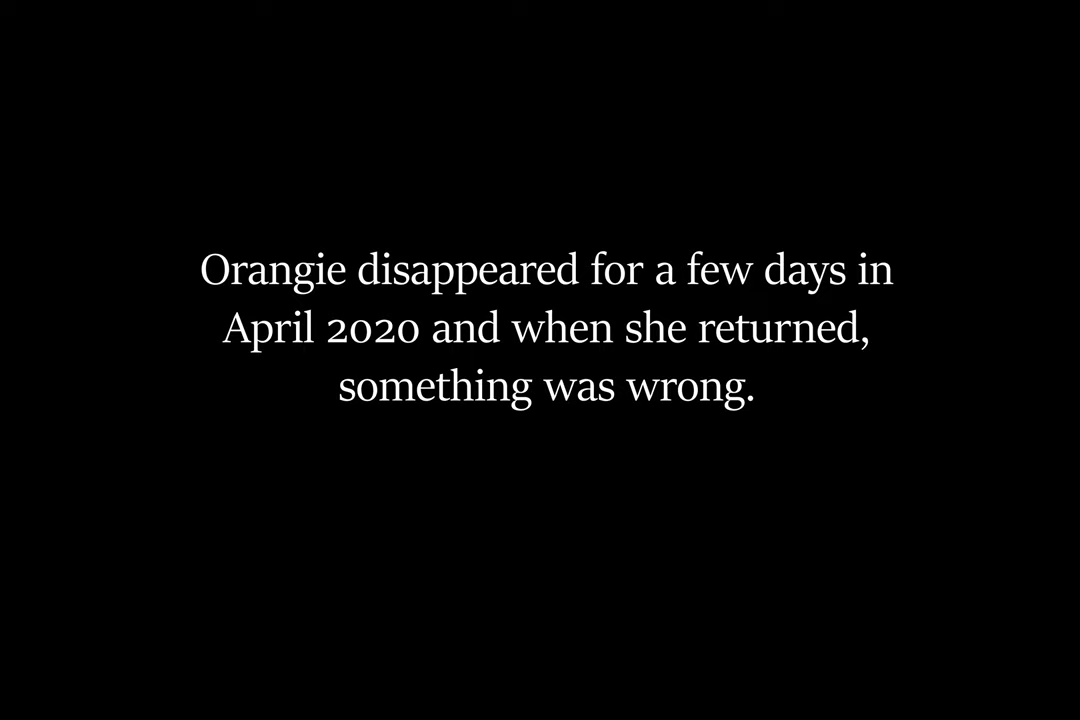 Orangie disappeared for a few days in
April 2020 and when she returned,
something was wrong.